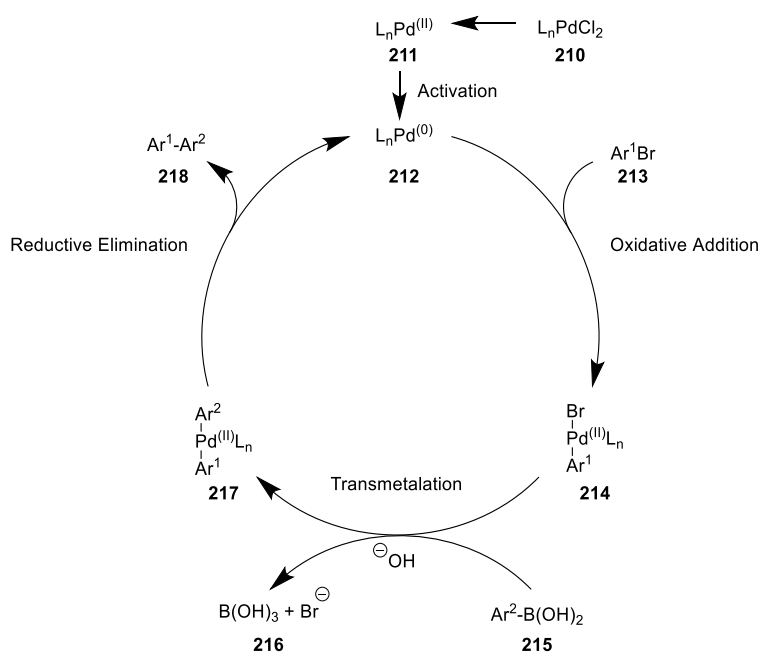 LnPd(II)
LnPdCl2
211
210
Activation
LnPd(0)
212
Ar1-Ar2
218
Ar1Br
213
Reductive Elimination
Oxidative Addition
Ar2
Pd(II)Ln
Ar1
217
Br
Pd(II)Ln
Ar1
214
Transmetalation
⊖OH
B(OH)3 + Br⊖
216
Ar2-B(OH)2
215